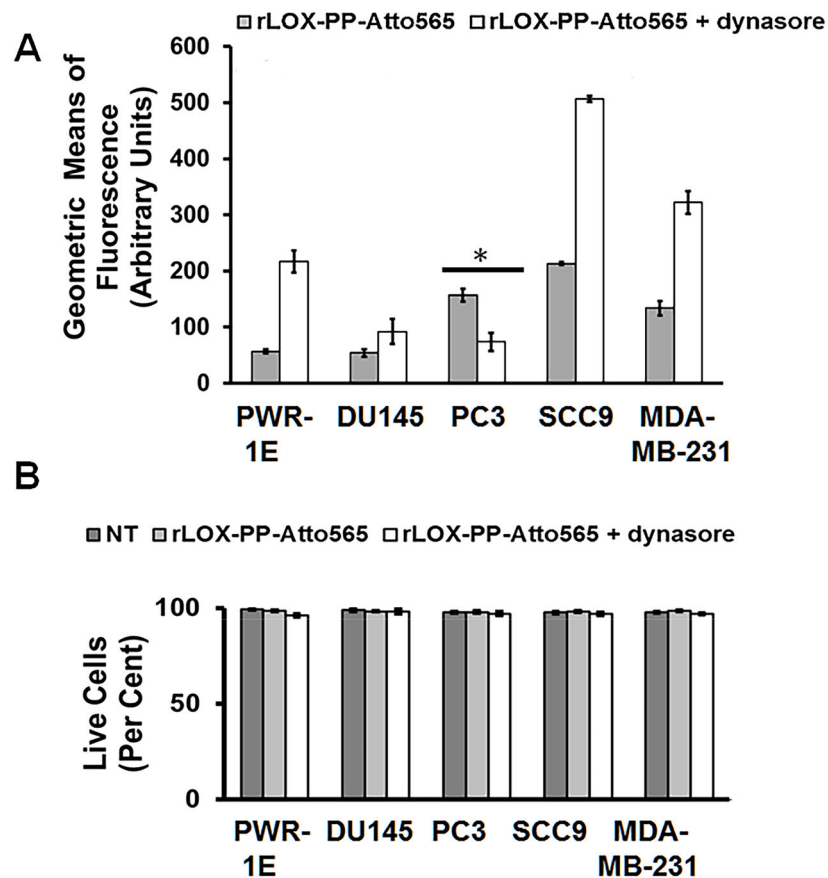 A
rLOX-PP-Atto565 rLOX-PP-Atto565 + dynasore
Geometric Means of
Fluorescence
(Arbitrary Units)
600
500
400
300
200
100
0
*
PWR-
1E
DU145
PC3
SCC9
MDA-
MB-231
B
NT rLOX-PP-Atto565 rLOX-PP-Atto565 + dynasore
Live Cells
(Per Cent)
100
50
0
PWR-
1E
DU145
PC3
SCC9
MDA-
MB-231